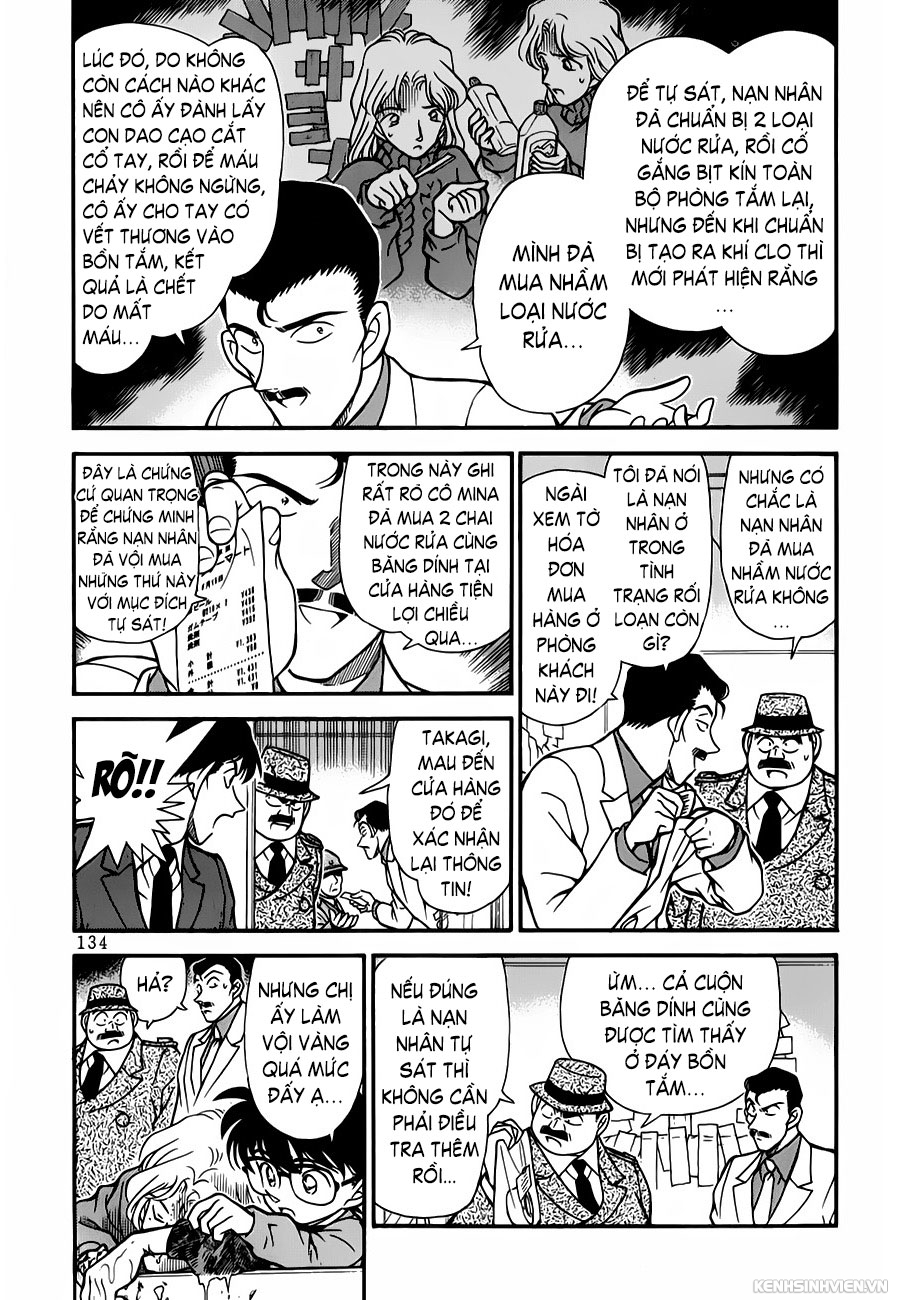 ĐỂ TỰ SÁT, NẠN NHÂN
ĐÃ CHUẨN BỊ 2 LOẠI
NƯỚC RỬA, RỒI CỐ
GẮNG BỊT KÍN TOÀN
BỘ PHÒNG TẮM LẠI,
NHƯNG ĐẾN KHI CHUẨN
BỊ TẠO RA KHÍ CLO THÌ
MỚI PHÁT HIỆN RẰNG
...
MÌNH ĐÃ
MUA NHẦM
LOẠI NƯỚC
RỬA...
LÚC ĐÓ, DO KHÔNG
CÒN CÁCH NÀO KHÁC
NÊN CÔ ẤY ĐÀNH LẤY
CON DAO CẠO CẮT
CỔ TAY, RỒI ĐỂ MÁU
CHẢY KHÔNG NGỪNG,
CÔ ẤY CHO TAY CÓ
VẾT THƯƠNG VÀO
BỒN TẮM, KẾT
QUẢ LÀ CHẾT
DO MẤT
MÁU...
NHƯNG CÓ
CHẮC LÀ
NẠN NHÂN
ĐÃ MUA
NHẦM NƯỚC
RỬA KHÔNG
...
TÔI ĐÃ NÓI
LÀ NẠN
NHÂN Ở
TRONG
TÌNH
TRẠNG RỐI
LOẠN CÒN
GÌ?
NGÀI
XEM TỜ
HÓA
ĐƠN
MUA
HÀNG Ở
PHÒNG
KHÁCH
NÀY ĐI!
TRONG NÀY GHI
RẤT RÕ CÔ MINA
ĐÃ MUA 2 CHAI
NƯỚC RỬA CÙNG
BĂNG DÍNH TẠI
CỬA HÀNG TIỆN
LỢI CHIỀU
QUA...
ĐÂY LÀ CHỨNG
CỨ QUAN TRỌNG
ĐỂ CHỨNG MINH
RẰNG NẠN NHÂN
ĐÃ VỘI MUA
NHỮNG THỨ NÀY
VỚI MỤC ĐÍCH
TỰ SÁT!
TAKAGI,
MAU ĐẾN
CỬA HÀNG
ĐÓ ĐỂ
XÁC NHẬN
LẠI THÔNG
TIN!
RÕ!!
134
ỪM... CẢ CUỘN
BĂNG DÍNH CŨNG
ĐƯỢC TÌM THẤY
Ở ĐÁY BỒN
TẮM...
NẾU ĐÚNG
LÀ NẠN
NHÂN TỰ
SÁT THÌ
KHÔNG CẦN
PHẢI ĐIỀU
TRA THÊM
RỒI...
NHƯNG CHỊ
ẤY LÀM
VỘI VÀNG
QUÁ MỨC
ĐẤY Ạ...
HẢ?
KENHSINHVIEN.VN